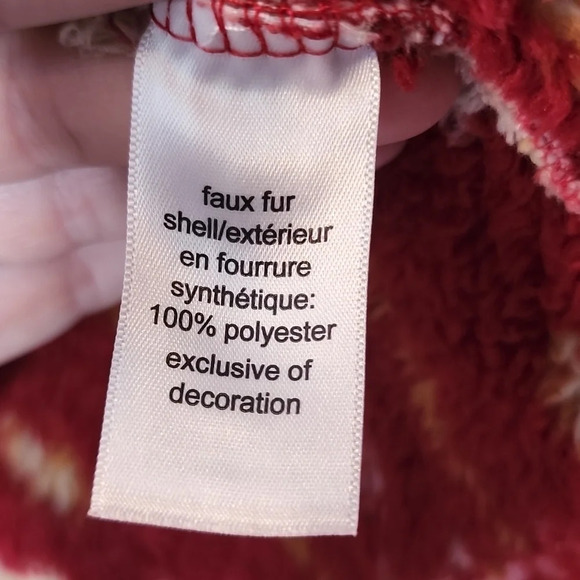 faux fur
shell/extérieur
en fourrure
synthétique:
100% polyester
exclusive of
decoration